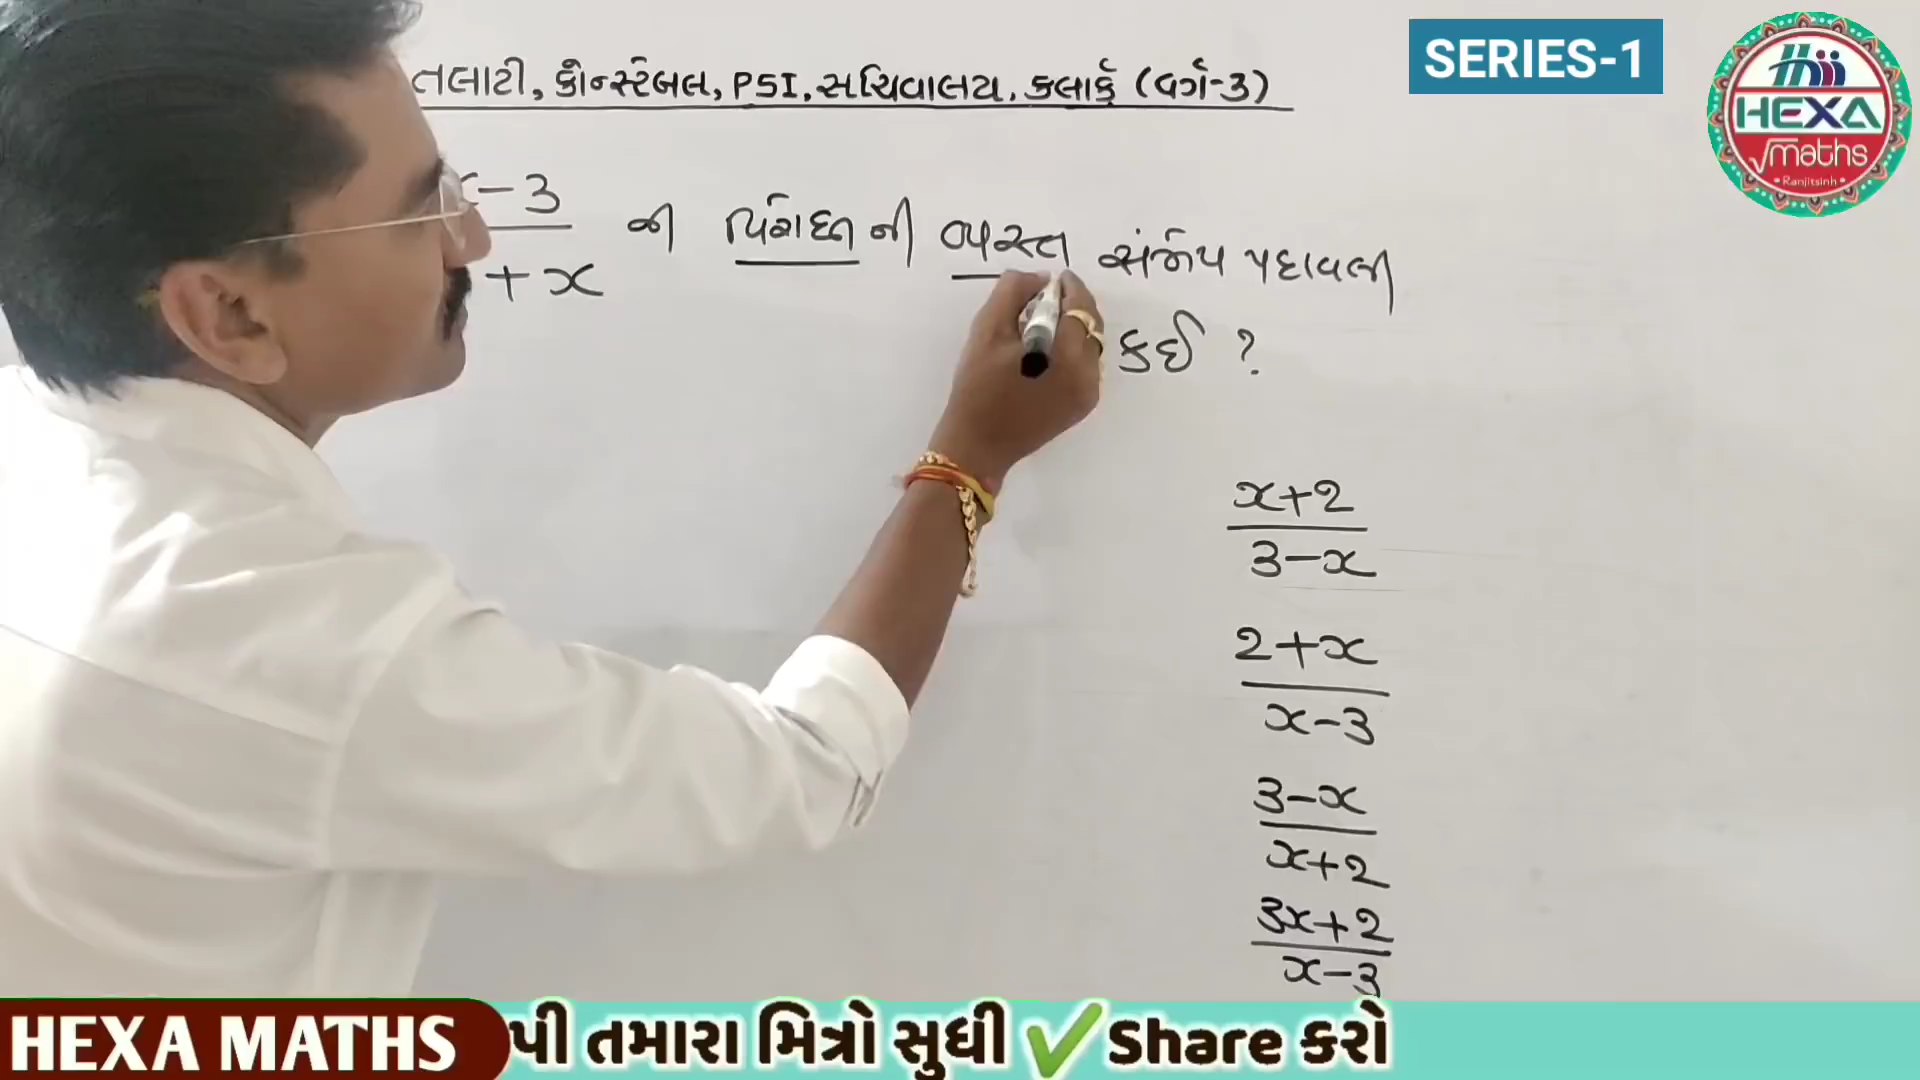 તલાટી, કોન્સ્ટેબલ, PSI, સચિવાલય, કલાર્ક (વર્ગ-3)
SERIES-1
HEXA
√maths
• Ranjitsinh •
x-3
+x
ની વ્યસ્ત સંમેય પદાવલી
કઈ ?
x+2
3-x
2+x
x-3
3-x
x+2
3x+2
x-3
HEXA MATHS
પી તમારા મિત્રો સુધી ✅ Share કરો